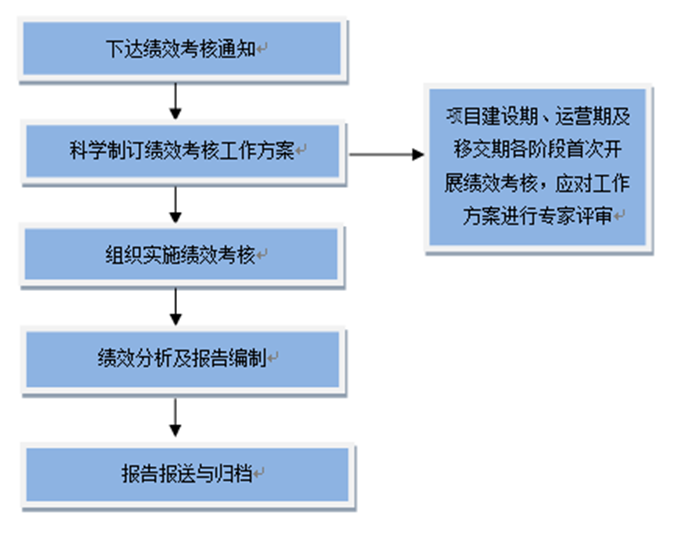 下达绩效考核通知
科学制订绩效考核工作方案
项目建设期、运营期及
移交期各阶段首次开
展绩效考核，应对工作
方案进行专家评审
组织实施绩效考核
绩效分析及报告编制
报告报送与归档